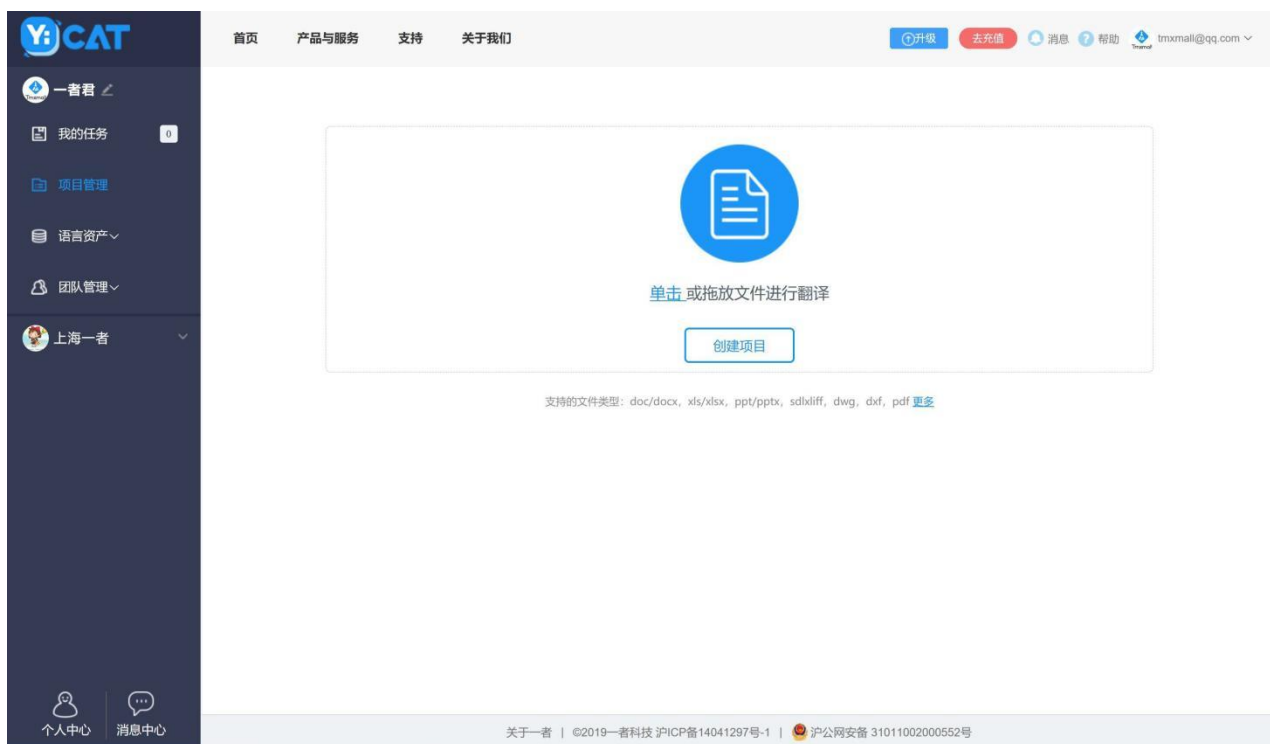 YiCAT
首页 产品与服务 支持 关于我们 升级 去充值 消息 帮助 Tmxmall tmxmall@qq.com
Tmxmall 一者君
我的任务 0
项目管理
语言资产
团队管理
上海一者
单击 或拖放文件进行翻译
创建项目
支持的文件类型：doc/docx，xls/xlsx，ppt/pptx，sdlxliff，dwg，dxf，pdf 更多
个人中心 消息中心
关于一者 | ©2019一者科技 沪ICP备14041297号-1 | 沪公网安备 31011002000552号